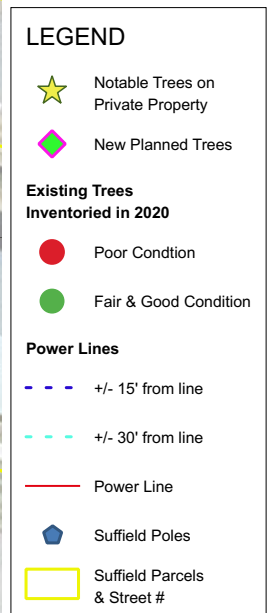 LEGEND
Notable Trees on
Private Property
New Planned Trees
Existing Trees
Inventoried in 2020
Poor Condtion
Fair & Good Condition
Power Lines
+/- 15' from line
+/- 30' from line
Power Line
Suffield Poles
Suffield Parcels
& Street #